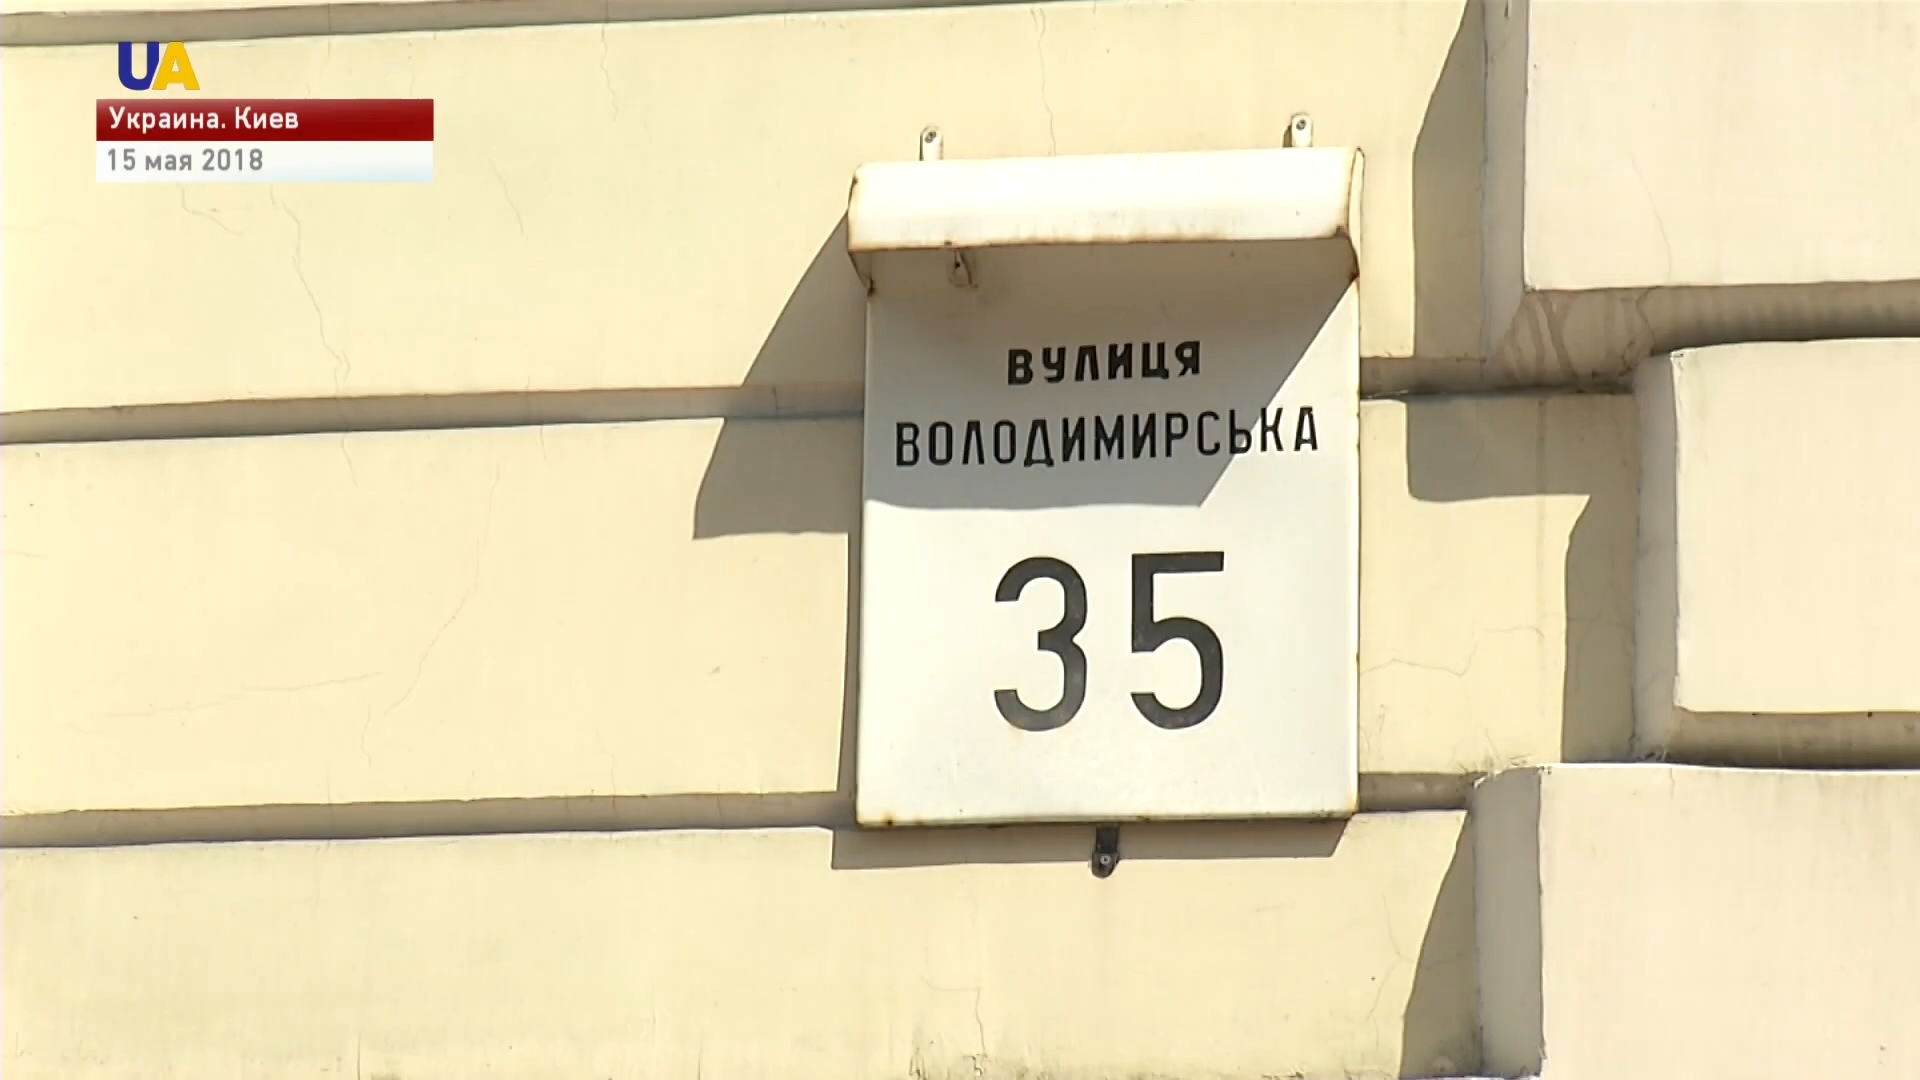 UA
Украина. Киев
15 мая 2018
ВУЛИЦЯ
ВОЛОДИМИРСЬКА
35